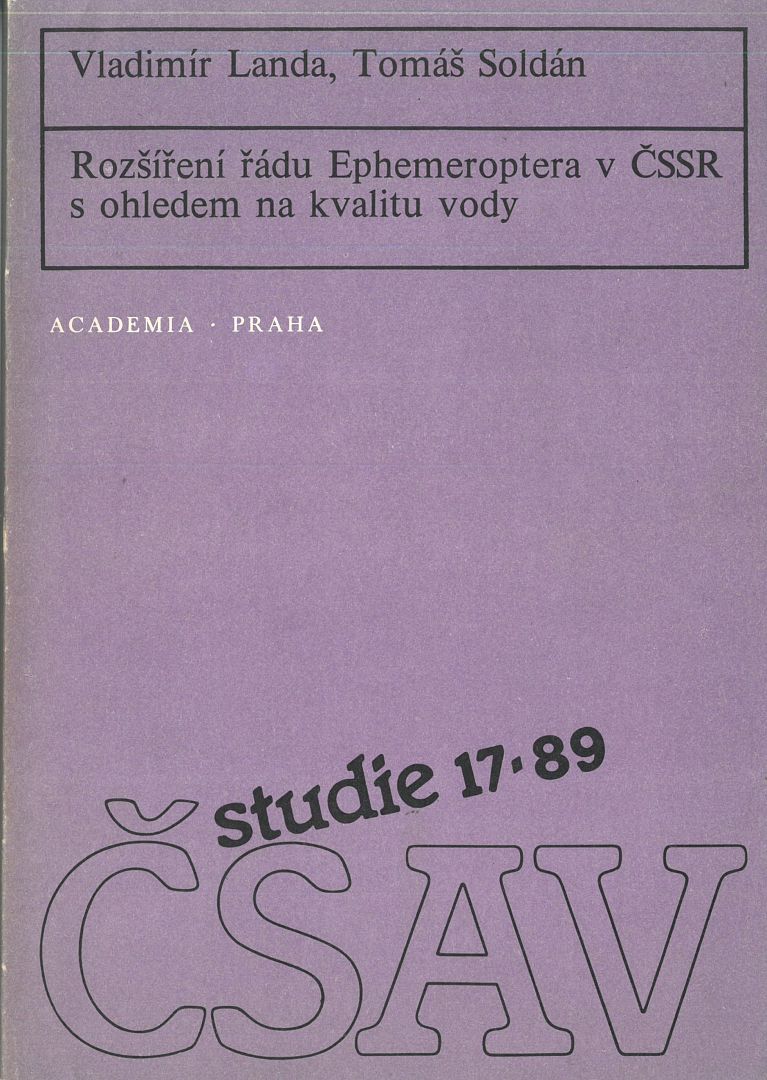 Vladimír Landa, Tomáš Soldán
Rozšíření řádu Ephemeroptera v ČSSR
s ohledem na kvalitu vody
ACADEMIA · PRAHA
studie 17·89
ČSAV